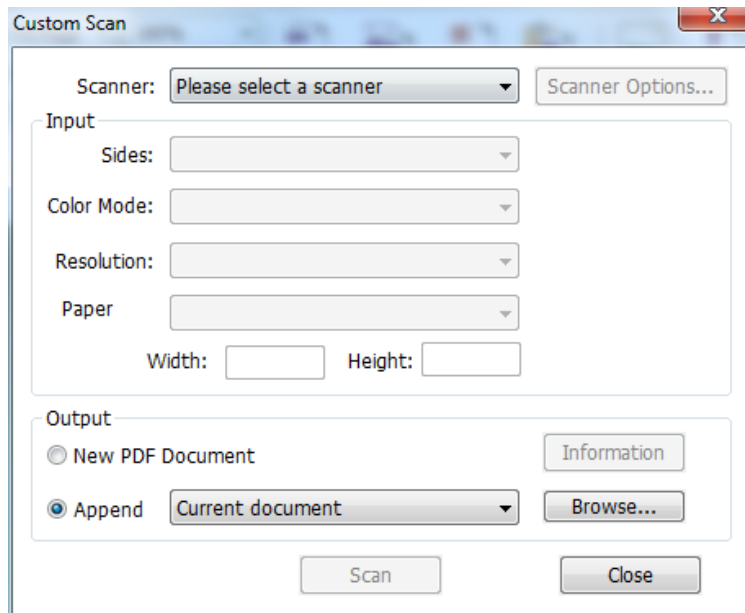 Custom Scan
Scanner: Please select a scanner Scanner Options...
Input
Sides:
Color Mode:
Resolution:
Paper
Width: Height:
Output
New PDF Document Information
Append Current document Browse...
Scan Close